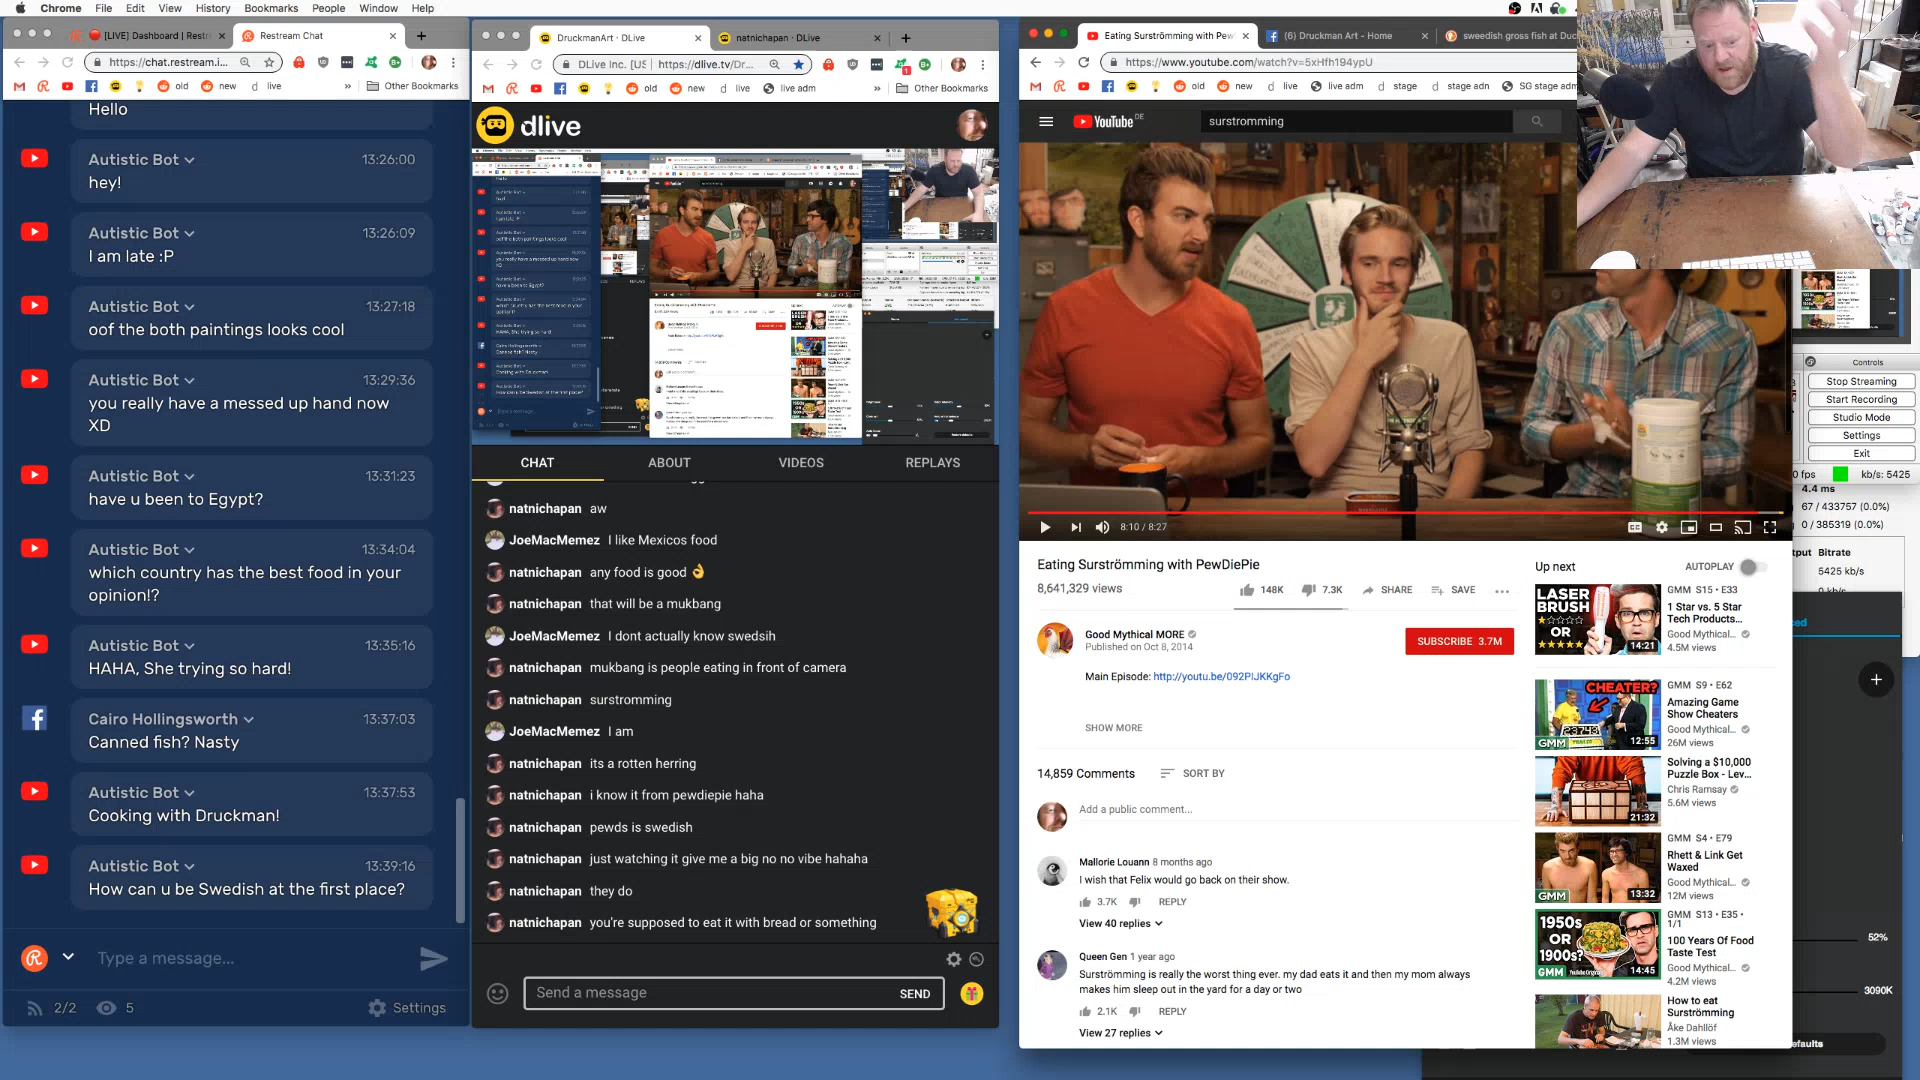 Chrome File Edit View History Bookmarks People Window Help
[LIVE] Dashboard | Restr
Restream Chat
https://chat.restream.i...
old
new
live
Other Bookmarks
Hello
Autistic Bot 13:26:00
hey!
Autistic Bot 13:26:09
I am late :P
Autistic Bot 13:27:18
oof the both paintings looks cool
Autistic Bot 13:29:36
you really have a messed up hand now
XD
Autistic Bot 13:31:23
have u been to Egypt?
Autistic Bot 13:34:04
which country has the best food in your
opinion!?
Autistic Bot 13:35:16
HAHA, She trying so hard!
Cairo Hollingsworth 13:37:03
Canned fish? Nasty
Autistic Bot 13:37:53
Cooking with Druckman!
Autistic Bot 13:39:16
How can u be Swedish at the first place?
Type a message...
2/2
5
Settings
DruckmanArt · DLive
natnichapan · DLive
DLive Inc. [US] https://dlive.tv/Dr...
old
new
live
live adm
Other Bookmarks
dlive
CHAT
ABOUT
VIDEOS
REPLAYS
natnichapan aw
JoeMacMemez I like Mexicos food
natnichapan any food is good 👌
natnichapan that will be a mukbang
JoeMacMemez I dont actually know swedsih
natnichapan mukbang is people eating in front of camera
natnichapan surstromming
JoeMacMemez I am
natnichapan its a rotten herring
natnichapan i know it from pewdiepie haha
natnichapan pewds is swedish
natnichapan just watching it give me a big no no vibe hahaha
natnichapan they do
natnichapan you're supposed to eat it with bread or something
Send a message
SEND
Eating Surströmming with Pew
(6) Druckman Art - Home
sweedish gross fish at Duc
https://www.youtube.com/watch?v=5xHfh194ypU
old
new
live
live adm
stage
stage adn
SG stage adm
YouTube DE
surstromming
8:10 / 8:27
Eating Surströmming with PewDiePie
8,641,329 views
148K
7.3K
SHARE
SAVE
Good Mythical MORE
Published on Oct 8, 2014
SUBSCRIBE 3.7M
Main Episode: http://youtu.be/092PlJKKgFo
SHOW MORE
14,859 Comments
SORT BY
Add a public comment...
Mallorie Louann 8 months ago
I wish that Felix would go back on their show.
3.7K
REPLY
View 40 replies
Queen Gen 1 year ago
Surströmming is really the worst thing ever. my dad eats it and then my mom always
makes him sleep out in the yard for a day or two
2.1K
REPLY
View 27 replies
Up next
AUTOPLAY
LASER
BRUSH
OR
14:21
GMM S15 • E33
1 Star vs. 5 Star
Tech Products...
Good Mythical...
4.5M views
CHEATER?
GMM
12:55
GMM S9 • E62
Amazing Game
Show Cheaters
Good Mythical...
26M views
21:32
Solving a $10,000
Puzzle Box - Lev...
Chris Ramsay
5.6M views
GMM
13:32
GMM S4 • E79
Rhett & Link Get
Waxed
Good Mythical...
12M views
1950s
OR
1900s?
GMM
14:45
GMM S13 • E35 •
1/1
100 Years Of Food
Taste Test
Good Mythical...
4.2M views
How to eat
Surströmming
Åke Dahllöf
1.3M views
Controls
Stop Streaming
Start Recording
Studio Mode
Settings
Exit
0 fps
kb/s: 5425
4.4 ms
67 / 433757 (0.0%)
0 / 385319 (0.0%)
Bitrate
5425 kb/s
52%
3090K
efaults